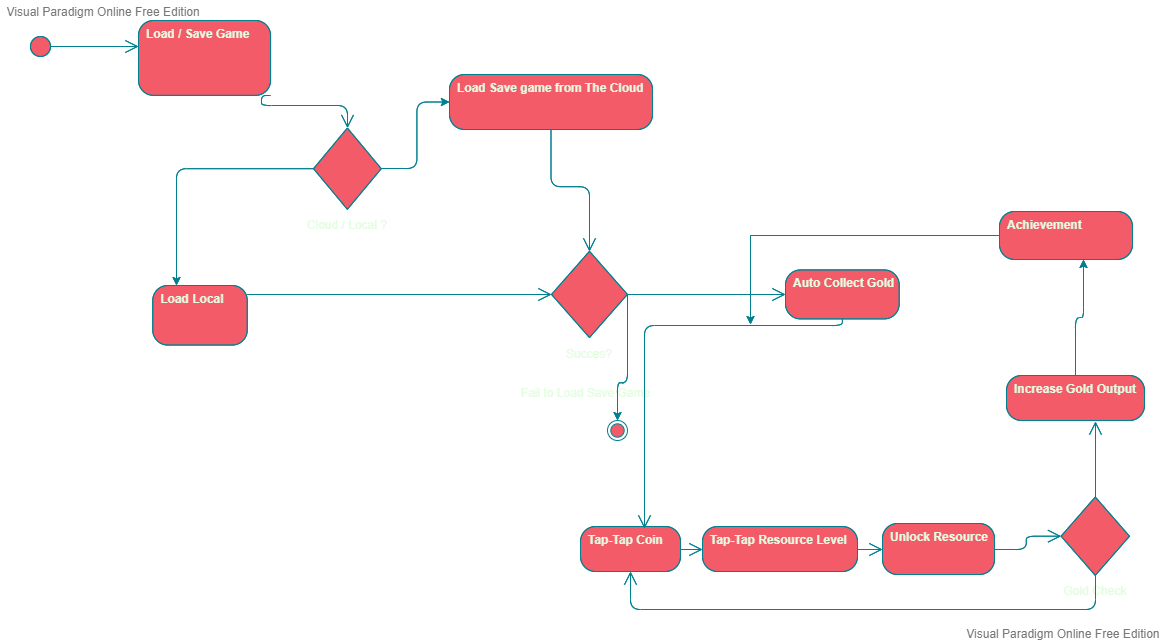 Visual Paradigm Online Free Edition
Load / Save Game
Load Save game from The Cloud
Cloud / Local ?
Achievement
Auto Collect Gold
Load Local
Succes?
Fail to Load Save Game
Increase Gold Output
Tap-Tap Coin
Tap-Tap Resource Level
Unlock Resource
Gold Check
Visual Paradigm Online Free Edition